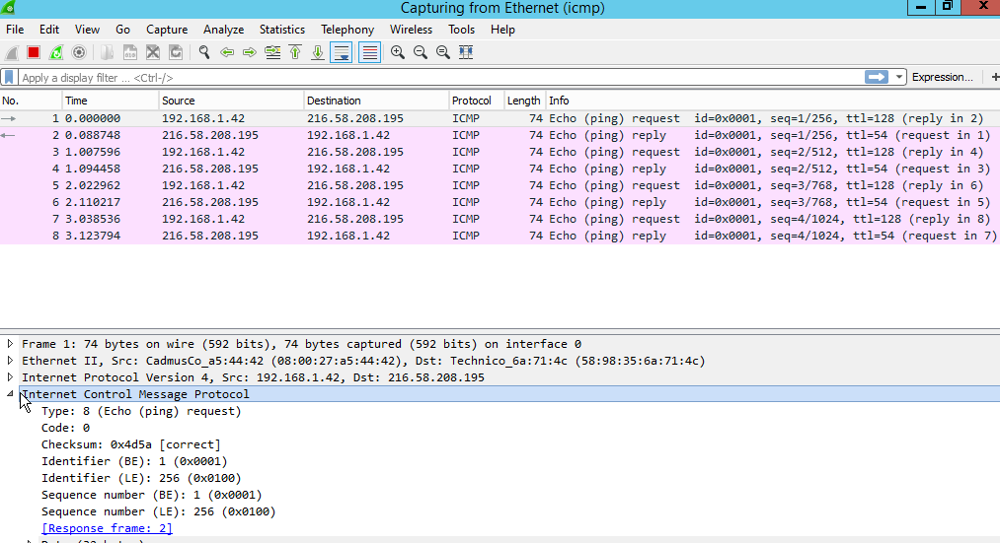 Capturing from Ethernet (icmp)
File Edit View Go Capture Analyze Statistics Telephony Wireless Tools Help
Apply a display filter ... <Ctrl-/> Expression... +
No. Time Source Destination Protocol Length Info
1 0.000000 192.168.1.42 216.58.208.195 ICMP 74 Echo (ping) request id=0x0001, seq=1/256, ttl=128 (reply in 2)
2 0.088748 216.58.208.195 192.168.1.42 ICMP 74 Echo (ping) reply id=0x0001, seq=1/256, ttl=54 (request in 1)
3 1.007596 192.168.1.42 216.58.208.195 ICMP 74 Echo (ping) request id=0x0001, seq=2/512, ttl=128 (reply in 4)
4 1.094458 216.58.208.195 192.168.1.42 ICMP 74 Echo (ping) reply id=0x0001, seq=2/512, ttl=54 (request in 3)
5 2.022962 192.168.1.42 216.58.208.195 ICMP 74 Echo (ping) request id=0x0001, seq=3/768, ttl=128 (reply in 6)
6 2.110217 216.58.208.195 192.168.1.42 ICMP 74 Echo (ping) reply id=0x0001, seq=3/768, ttl=54 (request in 5)
7 3.038536 192.168.1.42 216.58.208.195 ICMP 74 Echo (ping) request id=0x0001, seq=4/1024, ttl=128 (reply in 8)
8 3.123794 216.58.208.195 192.168.1.42 ICMP 74 Echo (ping) reply id=0x0001, seq=4/1024, ttl=54 (request in 7)
Frame 1: 74 bytes on wire (592 bits), 74 bytes captured (592 bits) on interface 0
Ethernet II, Src: CadmusCo_a5:44:42 (08:00:27:a5:44:42), Dst: Technico_6a:71:4c (58:98:35:6a:71:4c)
Internet Protocol Version 4, Src: 192.168.1.42, Dst: 216.58.208.195
Internet Control Message Protocol
Type: 8 (Echo (ping) request)
Code: 0
Checksum: 0x4d5a [correct]
Identifier (BE): 1 (0x0001)
Identifier (LE): 256 (0x0100)
Sequence number (BE): 1 (0x0001)
Sequence number (LE): 256 (0x0100)
[Response frame: 2]